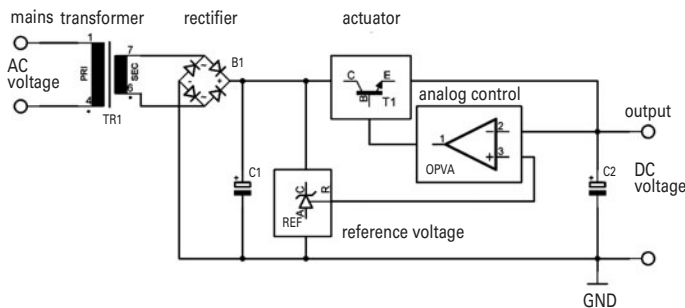 mains transformer rectifier actuator
1 7 B1
AC voltage
PRI SEC
4 6
TR1
~ ~ - +
C E
B T1
analog control
1 2 3
- +
OPVA
output
DC voltage
+ C1
+ C2
A C R
REF
reference voltage
GND